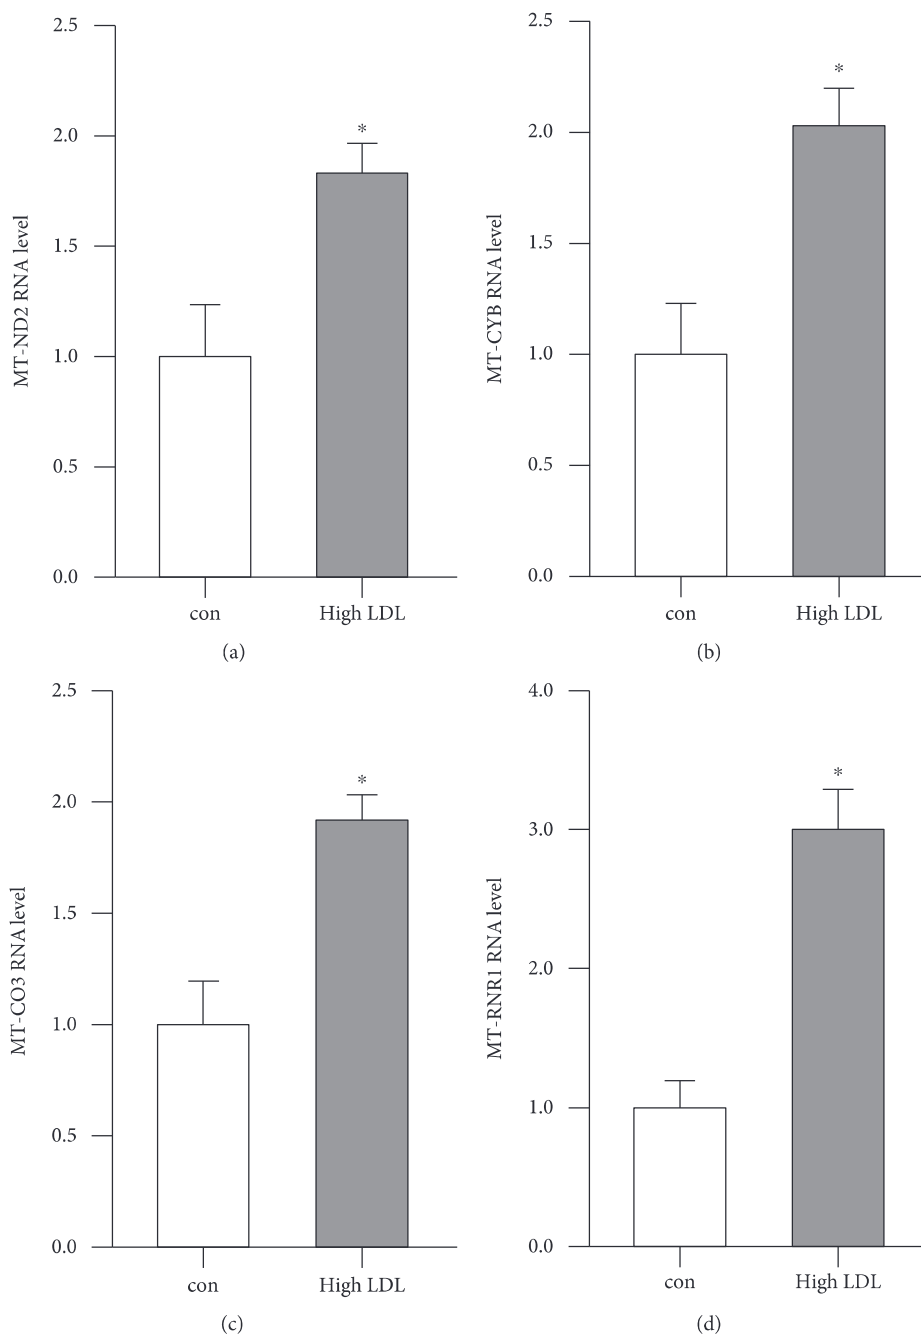 2.5
2.0
1.5
1.0
0.5
0.0
MT-ND2 RNA level
*
con
High LDL
(a)
2.5
2.0
1.5
1.0
0.5
0.0
MT-CYB RNA level
*
con
High LDL
(b)
2.5
2.0
1.5
1.0
0.5
0.0
MT-CO3 RNA level
*
con
High LDL
(c)
4.0
3.0
2.0
1.0
0.0
MT-RNR1 RNA level
*
con
High LDL
(d)